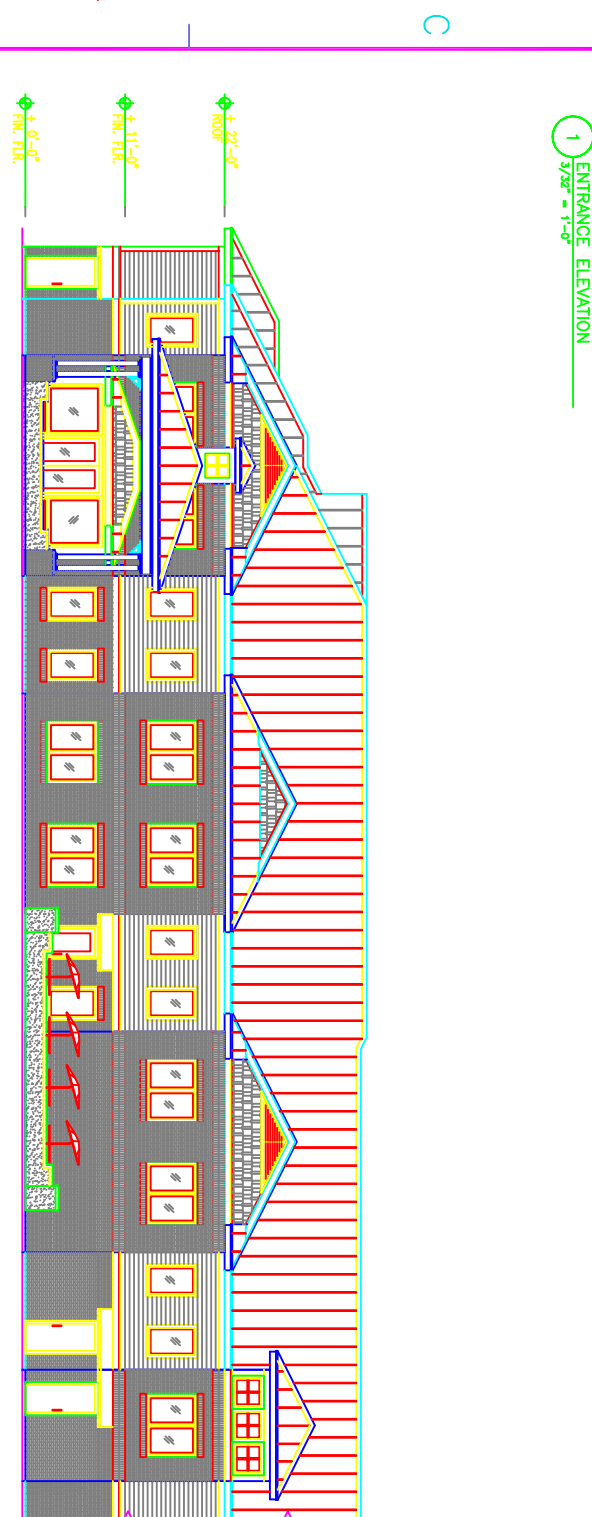 C
1
ENTRANCE ELEVATION
3/32" = 1'-0"
± 22'-0"
ROOF
± 11'-0"
FIN. FLR.
± 0'-0"
FIN. FLR.